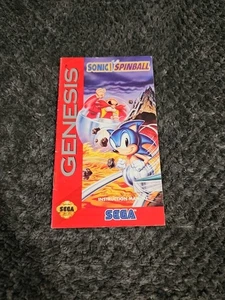 GENESIS
SONIC SPINBALL
INSTRUCTION MANUAL
SEGA
SEGA